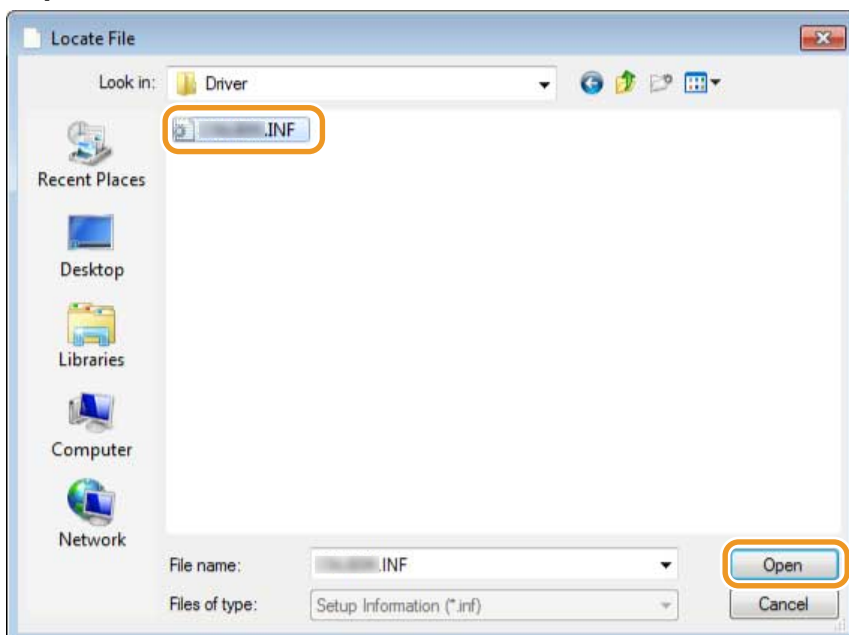 Locate File
Look in:
Driver
.INF
Recent Places
Desktop
Libraries
Computer
Network
File name:
.INF
Open
Files of type:
Setup Information (*.inf)
Cancel